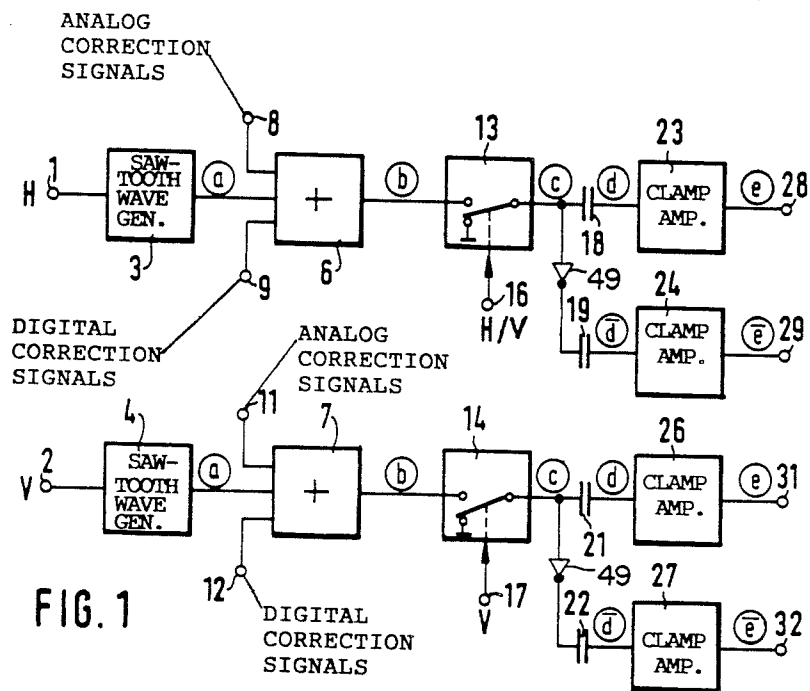 ANALOG
CORRECTION
SIGNALS
8
1
H
SAW-
TOOTH
WAVE
GEN.
3
a
+
6
b
13
16
H/V
c
18
d
23
CLAMP
AMP.
e
28
9
DIGITAL
CORRECTION
SIGNALS
49
19
d̅
24
CLAMP
AMP.
e̅
29
ANALOG
CORRECTION
SIGNALS
11
2
V
4
SAW-
TOOTH
WAVE
GEN.
a
7
+
b
14
17
V
c
21
d
26
CLAMP
AMP.
e
31
12
DIGITAL
CORRECTION
SIGNALS
49
22
d̅
27
CLAMP
AMP.
e̅
32
FIG. 1